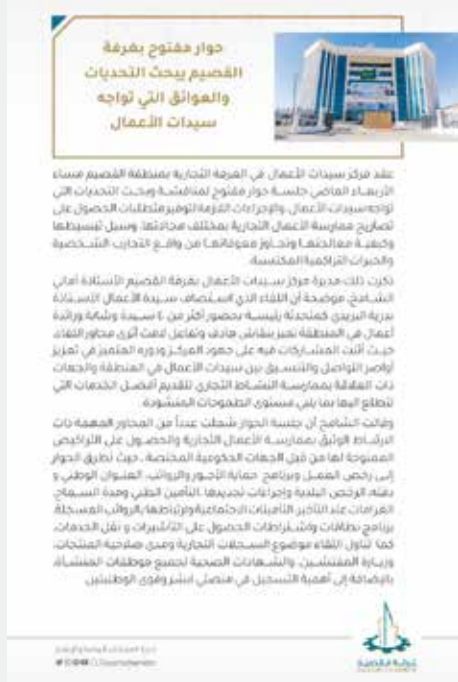 حوار مفتوح بغرفة
القصيم يبحث التحديات
والعوائق التي تواجه
سيدات الأعمال
عقد مركز سيدات الأعمال في الغرفة التجارية بمنطقة القصيم مساء
الأربعاء الماضي جلسة حوار مفتوح لمناقشة وبحث التحديات التي
تواجه سيدات الأعمال، والإجراءات اللازمة لتوفير متطلبات الحصول على
تصاريح ممارسة الأعمال التجارية بمختلف مجالاتها، وسبل تبسيطها
وكيفية معالجتها وتجاوز معوقاتها من واقع التجارب الشخصية
والخبرات التراكمية المكتسبة.
ذكرت ذلك مديرة مركز سيدات الأعمال بغرفة القصيم الأستاذة أماني
الشامخ، موضحة أن اللقاء الذي استضاف سيدة الأعمال الأستاذة
بدرية البريدي كمتحدثة رئيسة بحضور أكثر من ٤٠ سيدة وشابة ورائدة
أعمال في المنطقة تميز بنقاش هادف وتفاعل لافت أثرى محاور اللقاء،
حيث أثنت المشاركات فيه على جهود المركز ودوره المتميز في تعزيز
أواصر التواصل والتنسيق بين سيدات الأعمال في المنطقة والجهات
ذات العلاقة بممارسة النشاط التجاري لتقديم أفضل الخدمات التي
تتطلع اليها بما يلبي مستوى الطموحات المنشودة.
وقالت الشامخ أن جلسة الحوار شملت عدداً من المحاور المهمة ذات
الارتباط الوثيق بممارسة الأعمال التجارية والحصول على التراخيص
الممنوحة لها من قبل الجهات الحكومية المختصة، حيث تطرق الحوار
إلى رخص العمل وبرنامج حماية الأجور والرواتب، العنوان الوطني و
دقته، الرخص البلدية وإجراءات تجديدها، التأمين الطبي ومدة السماح،
الغرامات عند التأخير، التأمينات الاجتماعية وارتباطها بالرواتب المسجلة،
برنامج نطاقات واشتراطات الحصول على التأشيرات و نقل الخدمات،
كما تناول اللقاء موضوع السجلات التجارية ومدى صلاحية المنتجات،
وزيارة المفتشين، والشهادات الصحية لجميع موظفات المنشأة،
بالإضافة إلى أهمية التسجيل في منصتي ابشر وقوى الوطنيتين.
غرفة القصيم